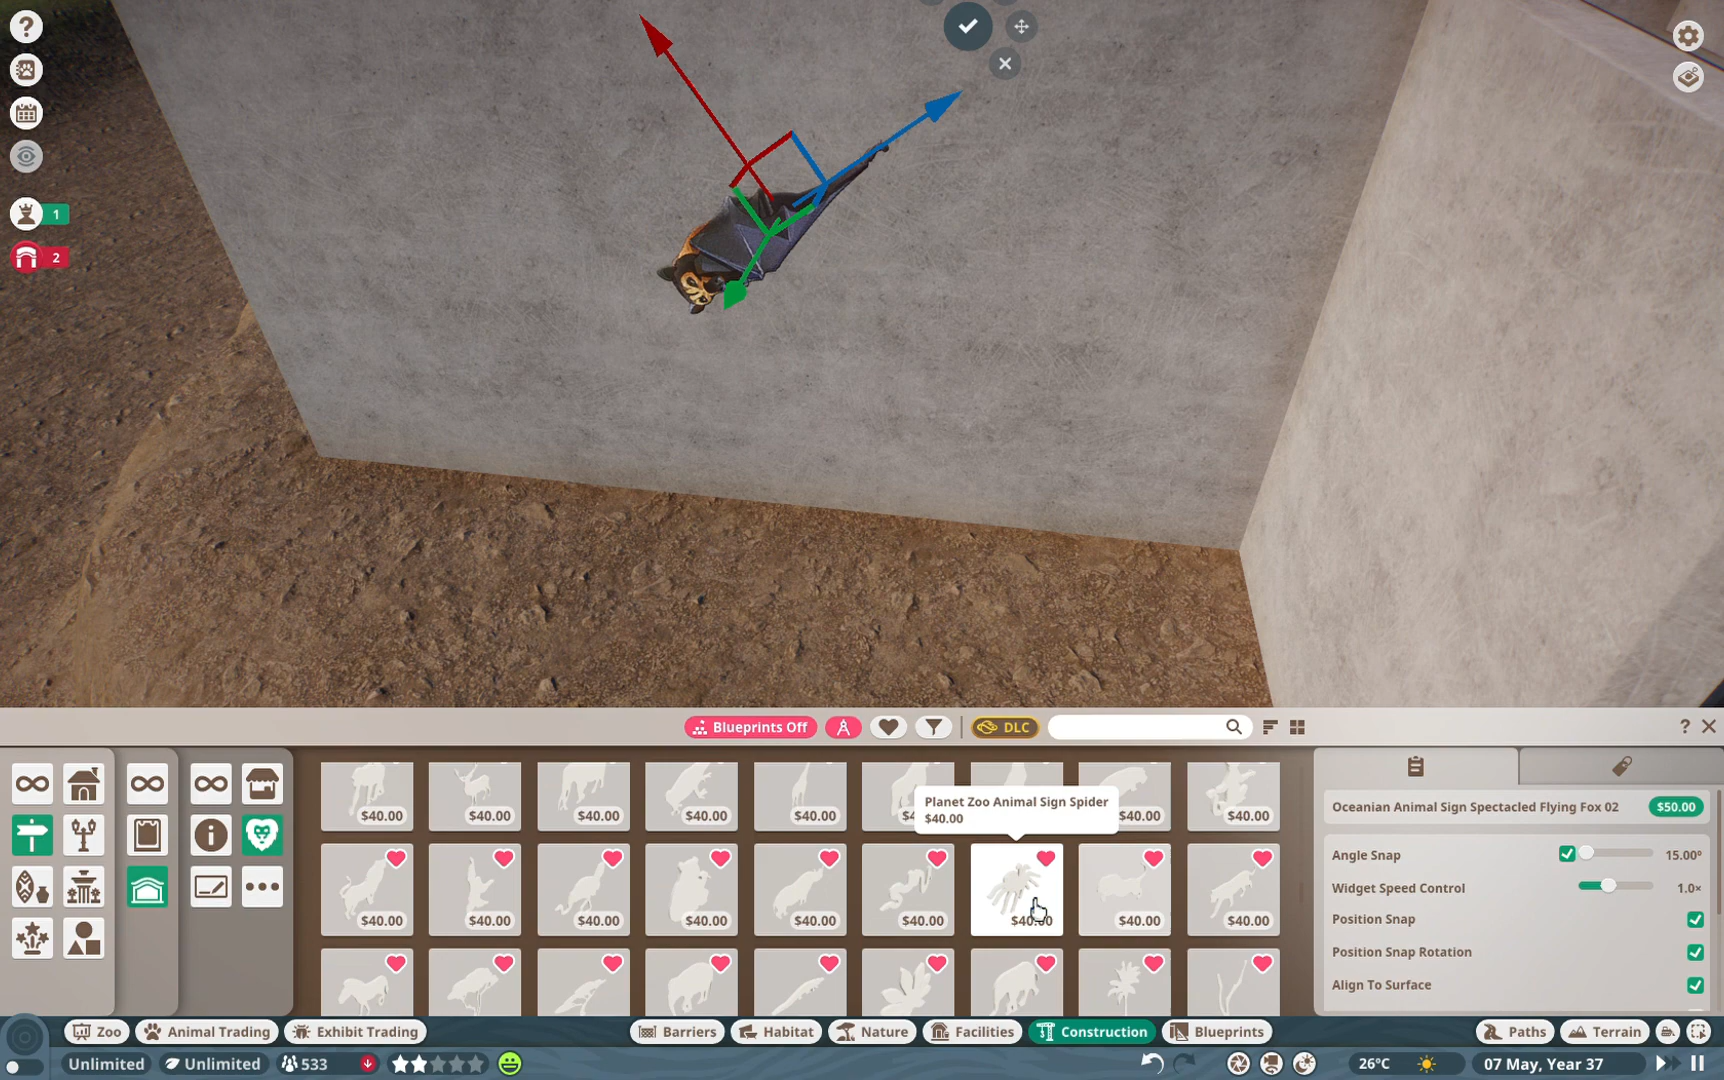 ?
1
2
Blueprints Off
DLC
?
$40.00 $40.00 $40.00 $40.00 $40.00 $40.00 $40.00
Planet Zoo Animal Sign Spider
$40.00
$40.00 $40.00 $40.00 $40.00 $40.00 $40.00 $40.00 $40.00 $40.00
Oceanian Animal Sign Spectacled Flying Fox 02 $50.00
Angle Snap 15.00°
Widget Speed Control 1.0×
Position Snap
Position Snap Rotation
Align To Surface
Zoo Animal Trading Exhibit Trading Barriers Habitat Nature Facilities Construction Blueprints Paths Terrain
Unlimited Unlimited 533 26°C 07 May, Year 37